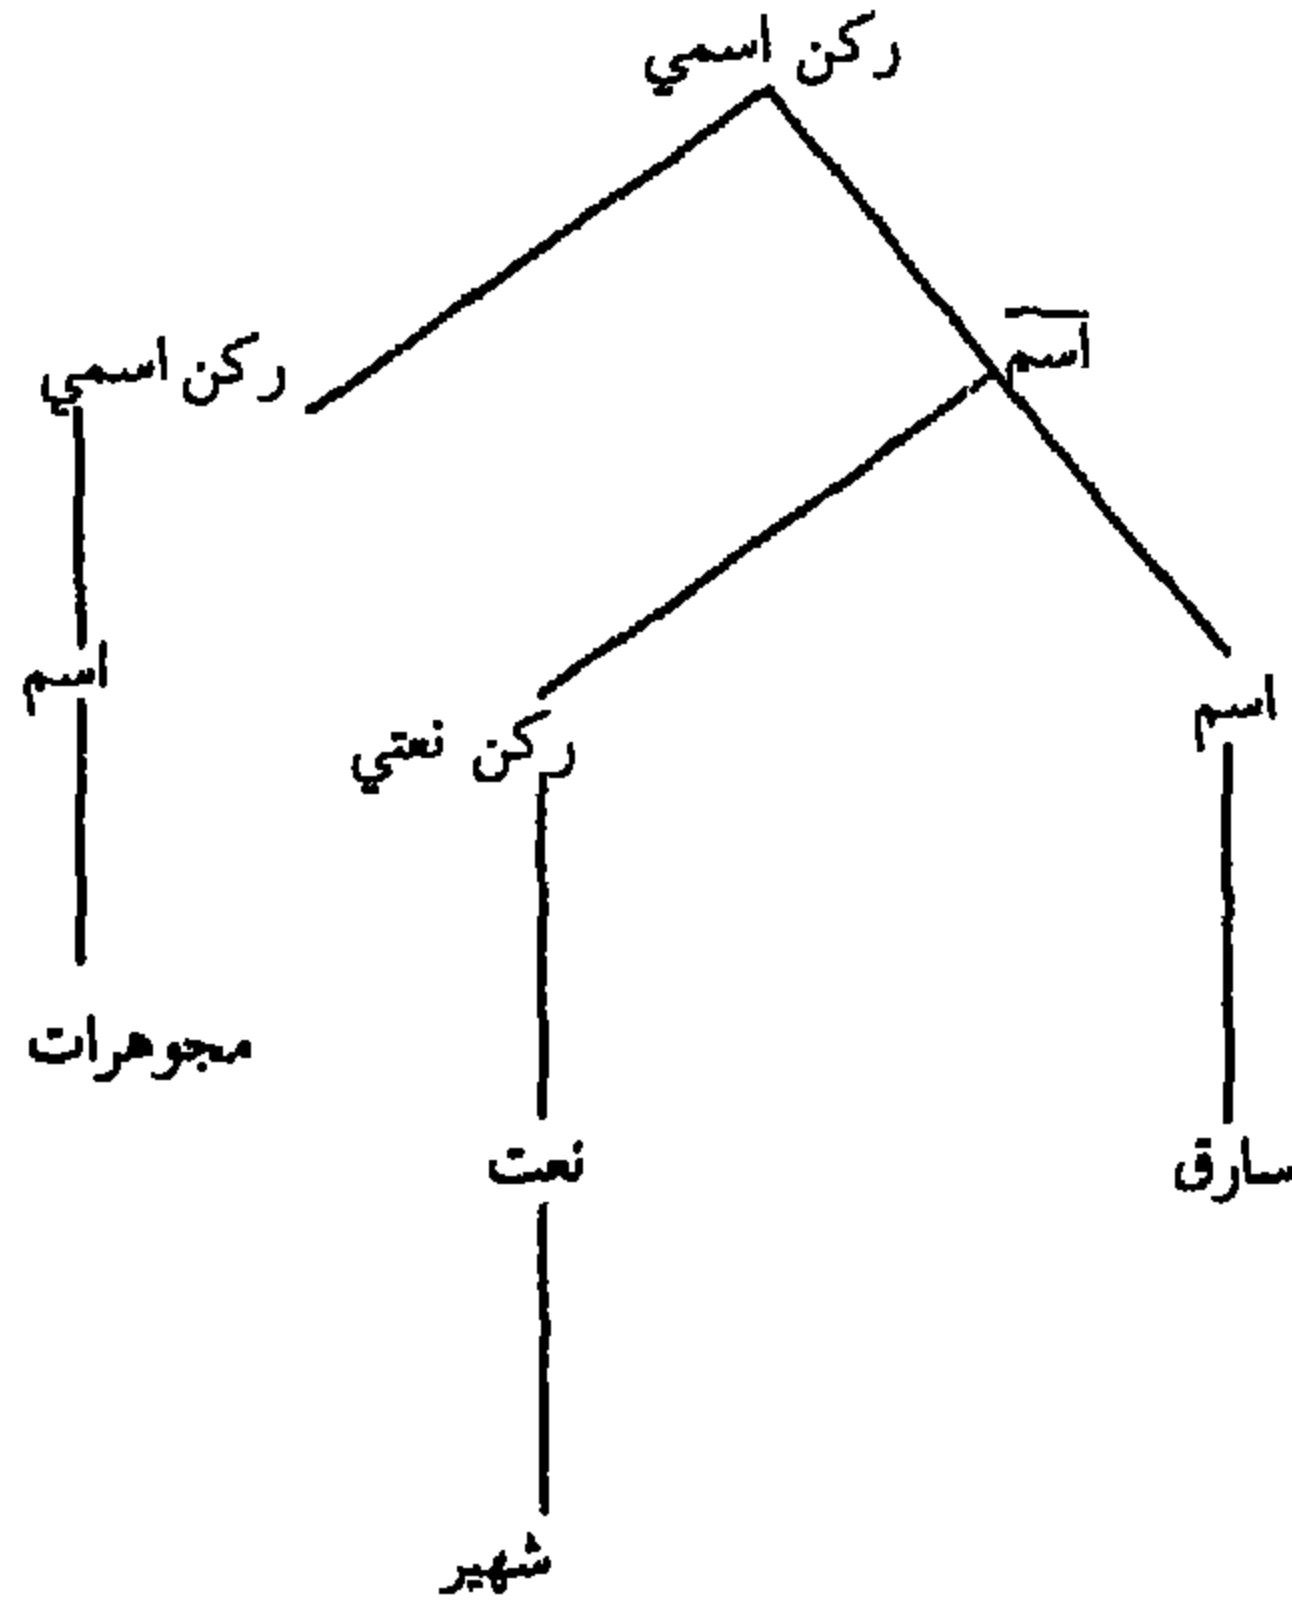 ركن اسمي
اسم
ركن اسمي
اسم
اسم
ركن نعتي
مجوهرات
سارق
نعت
شهير